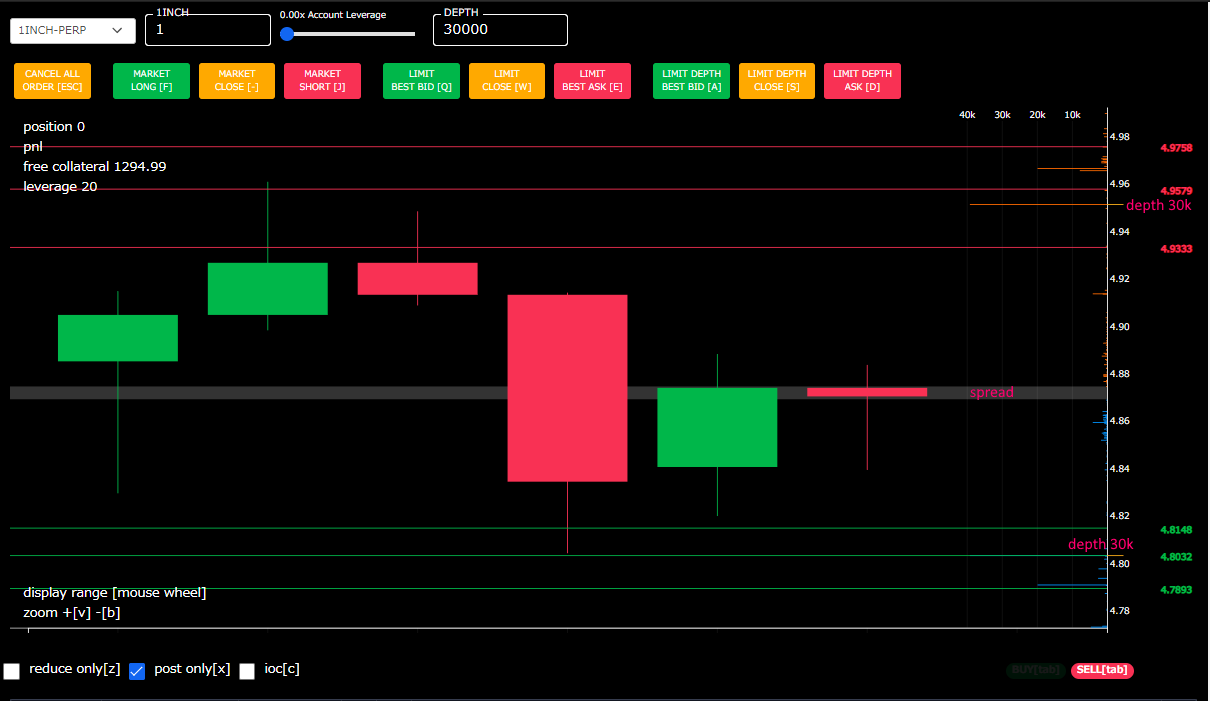 1INCH-PERP
1INCH
1
0.00x Account Leverage
DEPTH
30000
CANCEL ALL
ORDER [ESC]
MARKET
LONG [F]
MARKET
CLOSE [-]
MARKET
SHORT [J]
LIMIT
BEST BID [Q]
LIMIT
CLOSE [W]
LIMIT
BEST ASK [E]
LIMIT DEPTH
BEST BID [A]
LIMIT DEPTH
CLOSE [S]
LIMIT DEPTH
ASK [D]
40k 30k 20k 10k
position 0
pnl
free collateral 1294.99
leverage 20
4.98
4.9758
4.96
4.9579
depth 30k
4.94
4.9333
4.92
4.90
4.88
spread
4.86
4.84
4.82
4.8148
depth 30k
4.8032
4.80
4.7893
4.78
display range [mouse wheel]
zoom +[v] -[b]
reduce only[z] post only[x] ioc[c]
BUY[tab] SELL[tab]